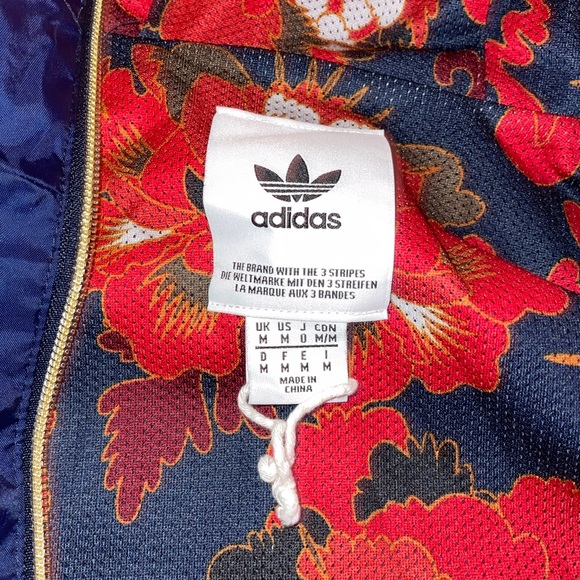 adidas
THE BRAND WITH THE 3 STRIPES
DIE WELTMARKE MIT DEN 3 STREIFEN
LA MARQUE AUX 3 BANDES
UK US J CDN
M M O M/M
D F E I
M M M M
MADE IN
CHINA